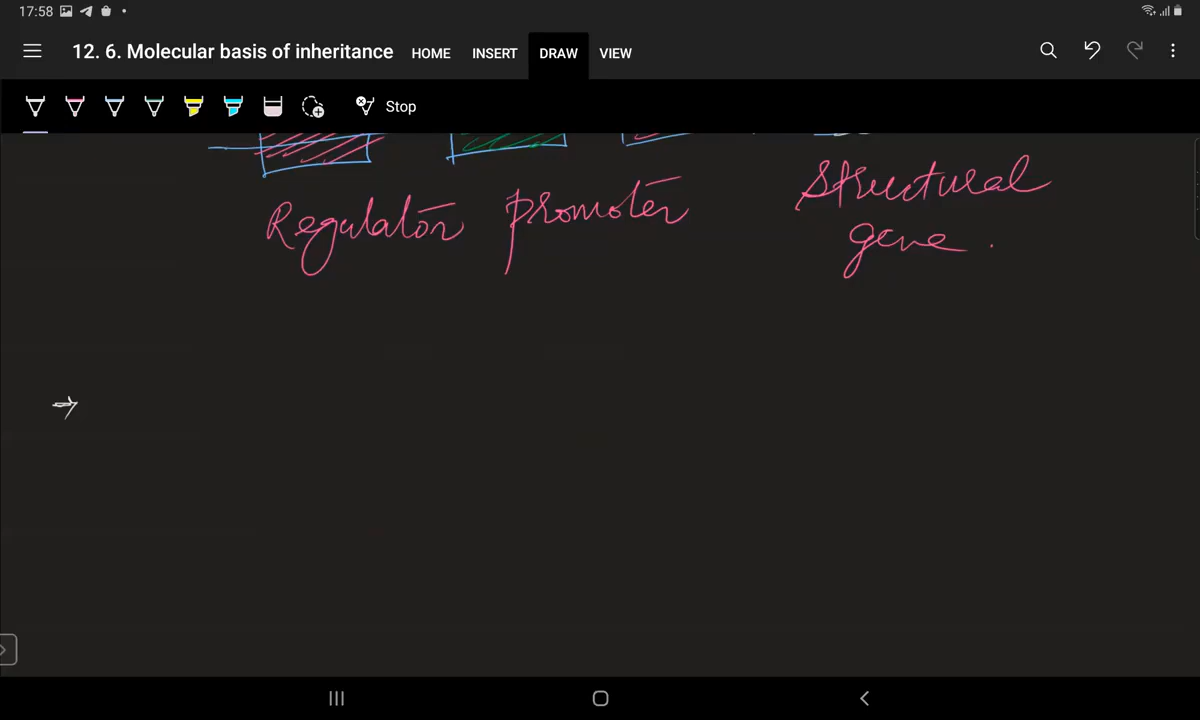 17:58
12. 6. Molecular basis of inheritance HOME INSERT DRAW VIEW
Stop
Regulator promoter Structural
gene.
→